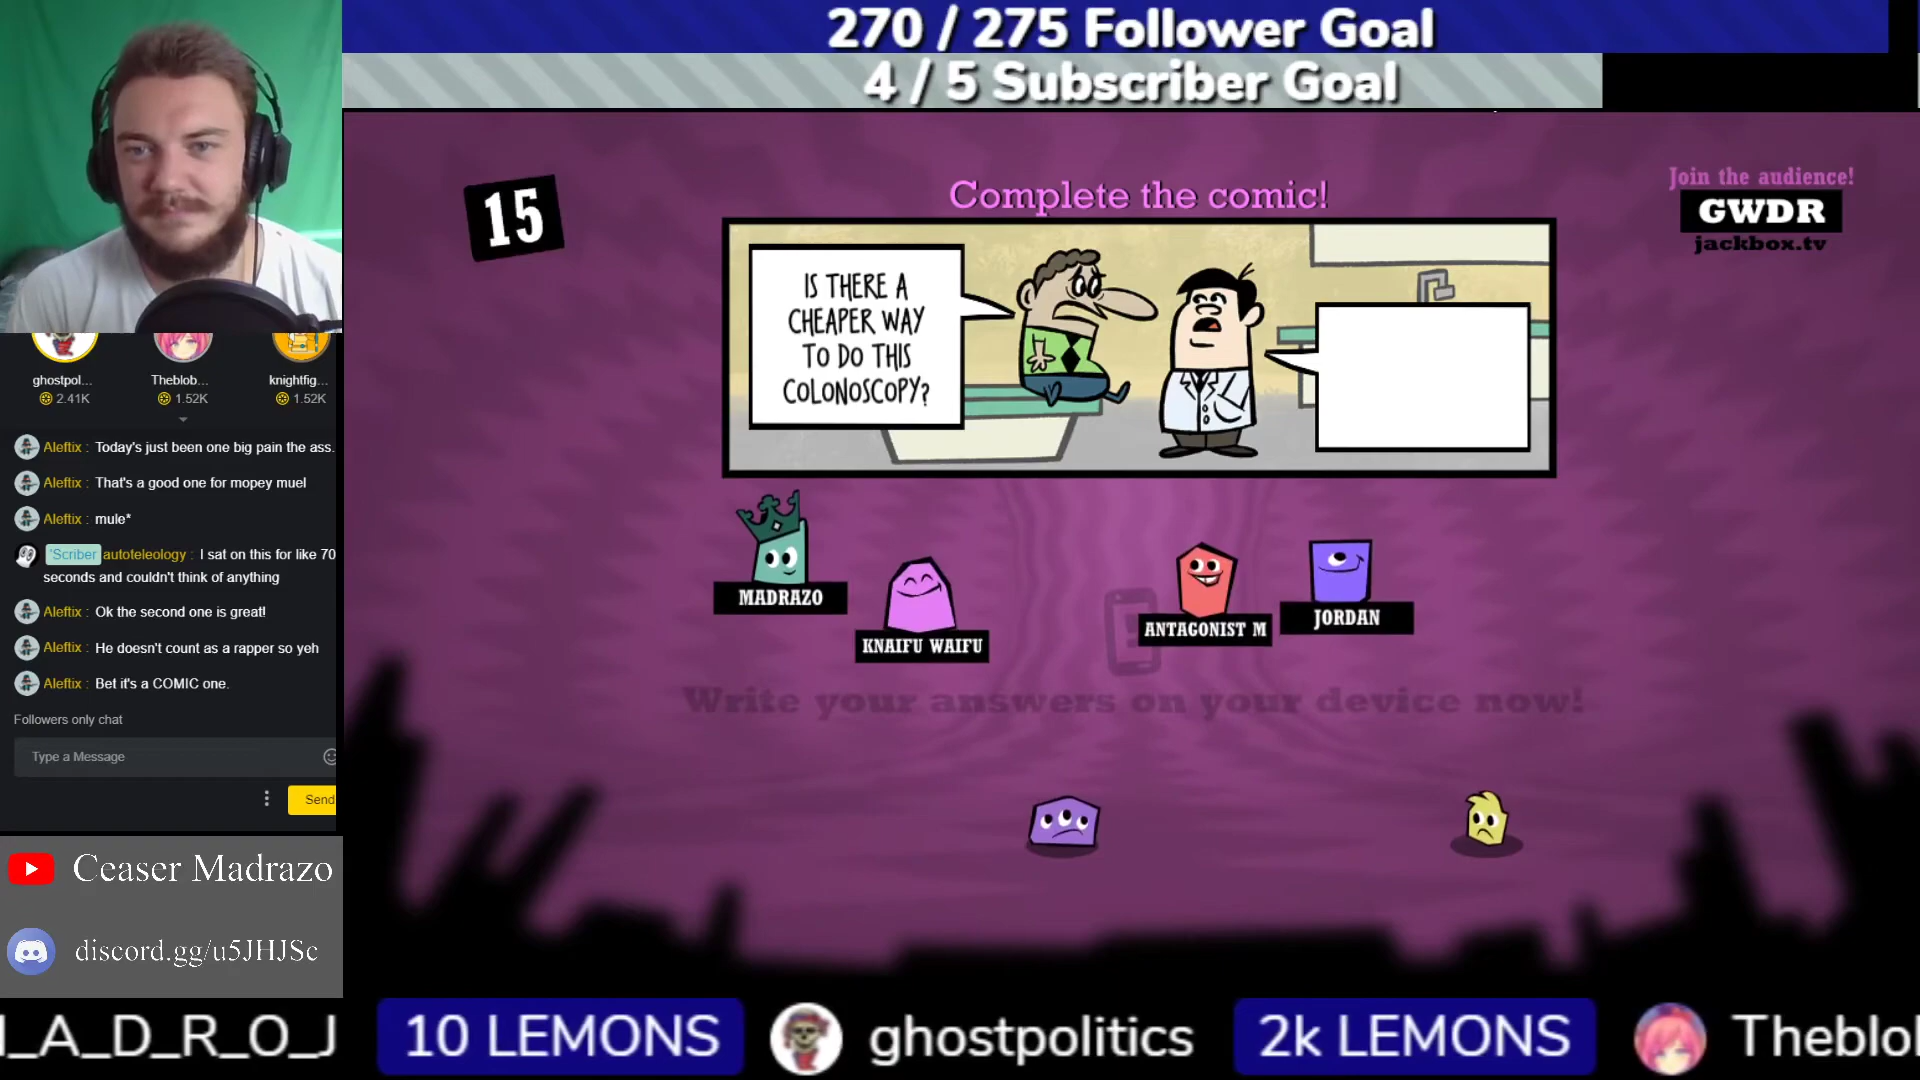 270 / 275 Follower Goal
4 / 5 Subscriber Goal
15
Complete the comic!
Join the audience!
GWDR
jackbox.tv
IS THERE A
CHEAPER WAY
TO DO THIS
COLONOSCOPY?
MADRAZO
KNAIFU WAIFU
ANTAGONIST M
JORDAN
Write your answers on your device now!
ghostpol...
Theblob...
knightfig...
2.41K
1.52K
1.52K
Aleftix : Today's just been one big pain the ass.
Aleftix : That's a good one for mopey muel
Aleftix : mule*
'Scriber autoteleology : I sat on this for like 70
seconds and couldn't think of anything
Aleftix : Ok the second one is great!
Aleftix : He doesn't count as a rapper so yeh
Aleftix : Bet it's a COMIC one.
Followers only chat
Type a Message
Send
Ceaser Madrazo
discord.gg/u5JHJSc
_A_D_R_O_J
10 LEMONS
ghostpolitics
2k LEMONS
Theblo